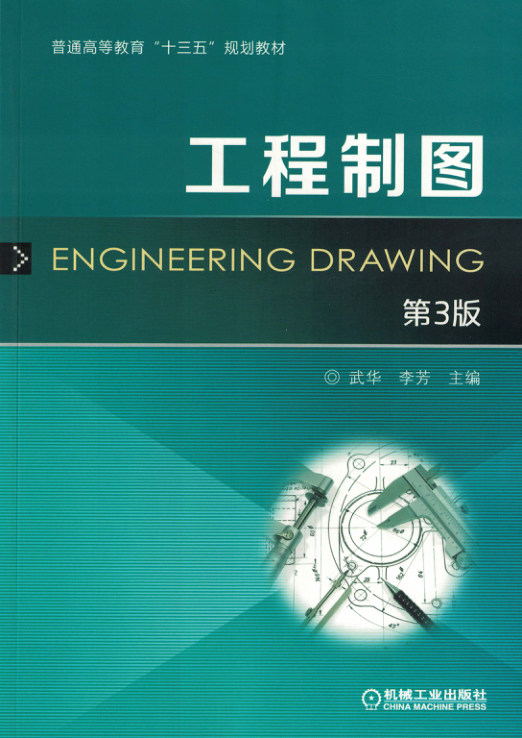 普通高等教育“十三五”规划教材
工程制图
ENGINEERING DRAWING
第3版
◎ 武华 李芳 主编
机械工业出版社
CHINA MACHINE PRESS